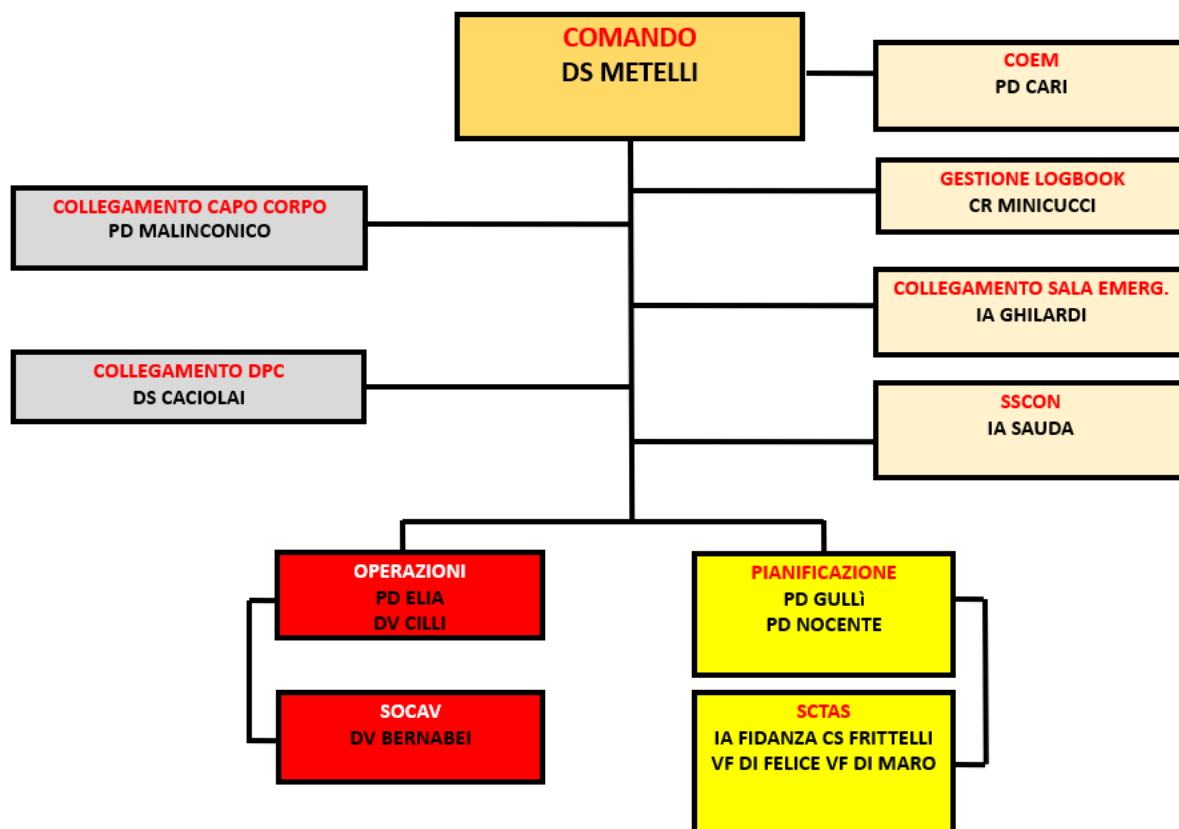 COMANDO
DS METELLI
COEM
PD CARI
GESTIONE LOGBOOK
CR MINICUCCI
COLLEGAMENTO CAPO CORPO
PD MALINCONICO
COLLEGAMENTO SALA EMERG.
IA GHILARDI
COLLEGAMENTO DPC
DS CACIOLAI
SSCON
IA SAUDA
OPERAZIONI
PD ELIA
DV CILLI
PIANIFICAZIONE
PD GULLì
PD NOCENTE
SOCAV
DV BERNABEI
SCTAS
IA FIDANZA CS FRITTELLI
VF DI FELICE VF DI MARO